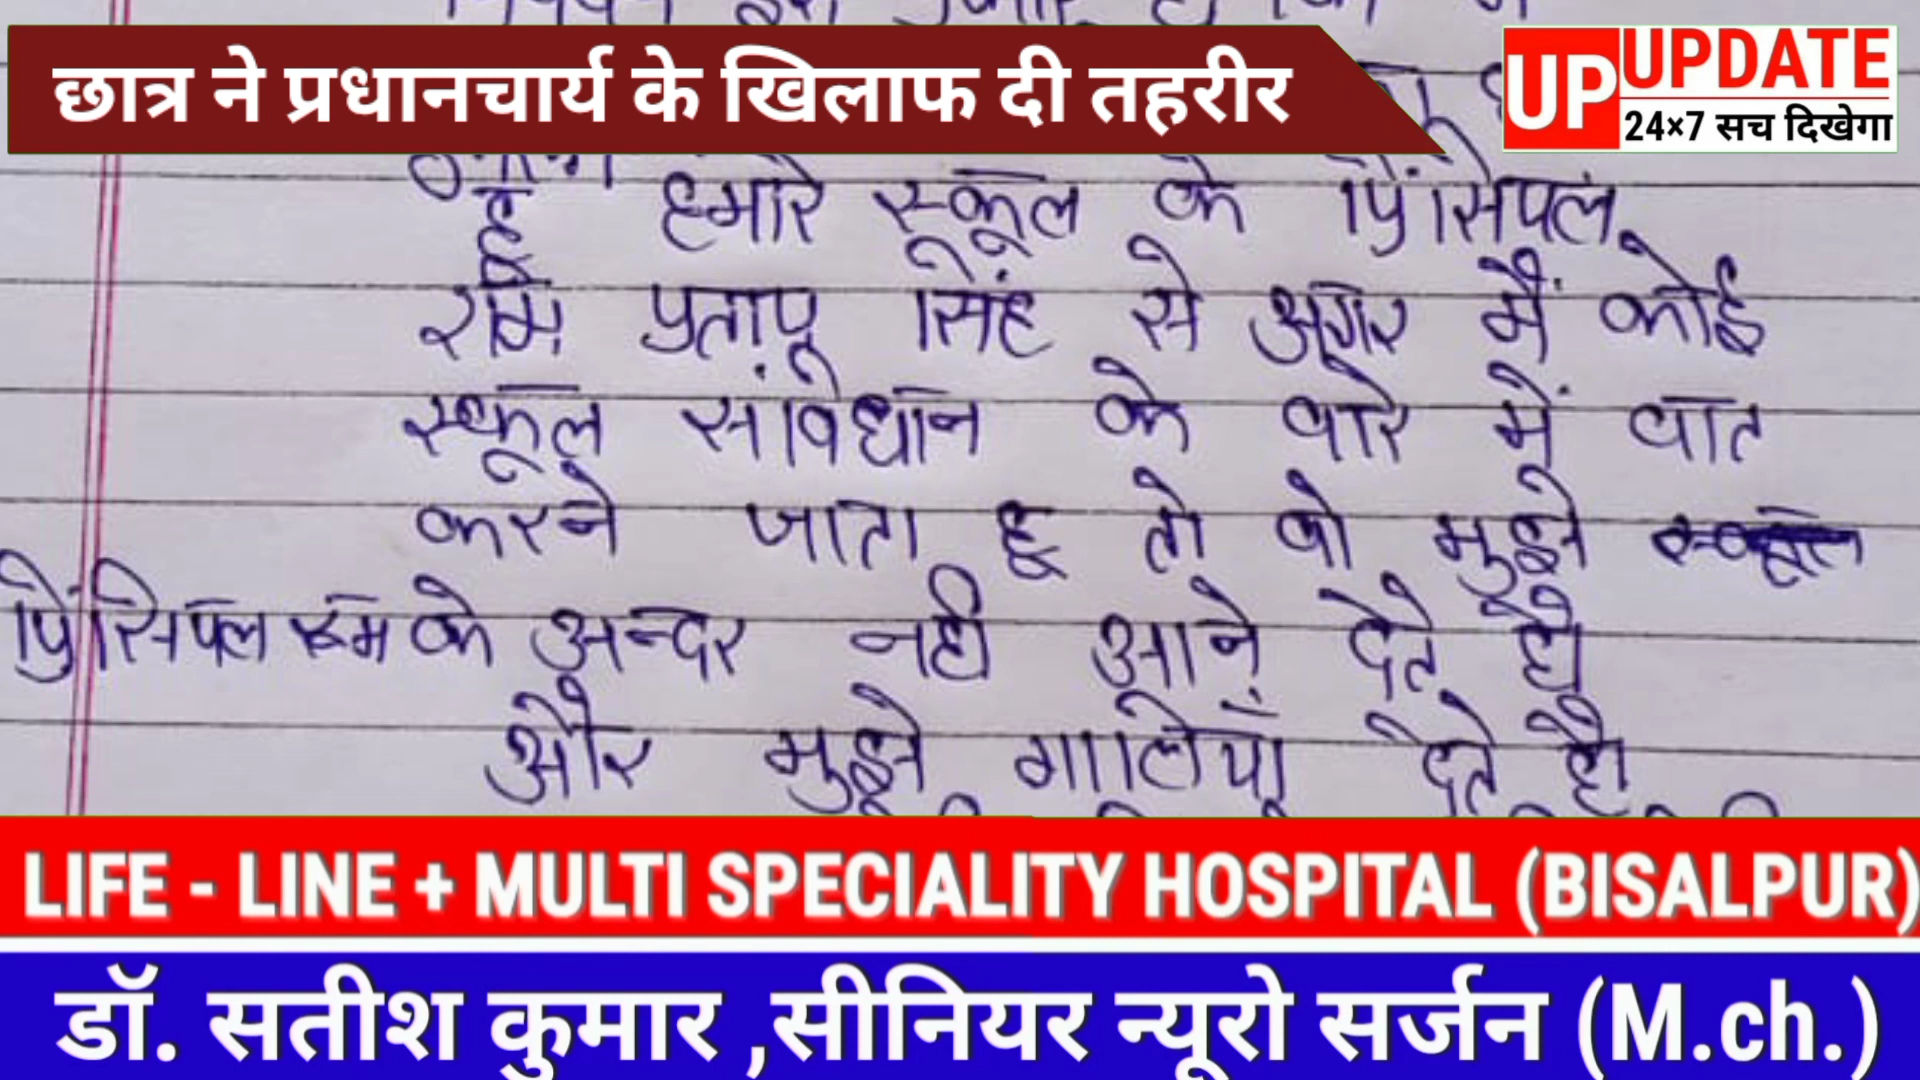 छात्र ने प्रधानचार्य के खिलाफ दी तहरीर
UP UPDATE
24×7 सच दिखेगा
है हमारे स्कूल के प्रिंसिपल
राम प्रताप सिंह से अगर मैं कोई
स्कूल संविधान के वारे में वात
करने जाता हू तो वो मुझे
प्रिंसिपल रूम के अन्दर नही आने देते है।
और मुझे गालियाँ देते है।
LIFE - LINE + MULTI SPECIALITY HOSPITAL (BISALPUR)
डॉ. सतीश कुमार ,सीनियर न्यूरो सर्जन (M.ch.)